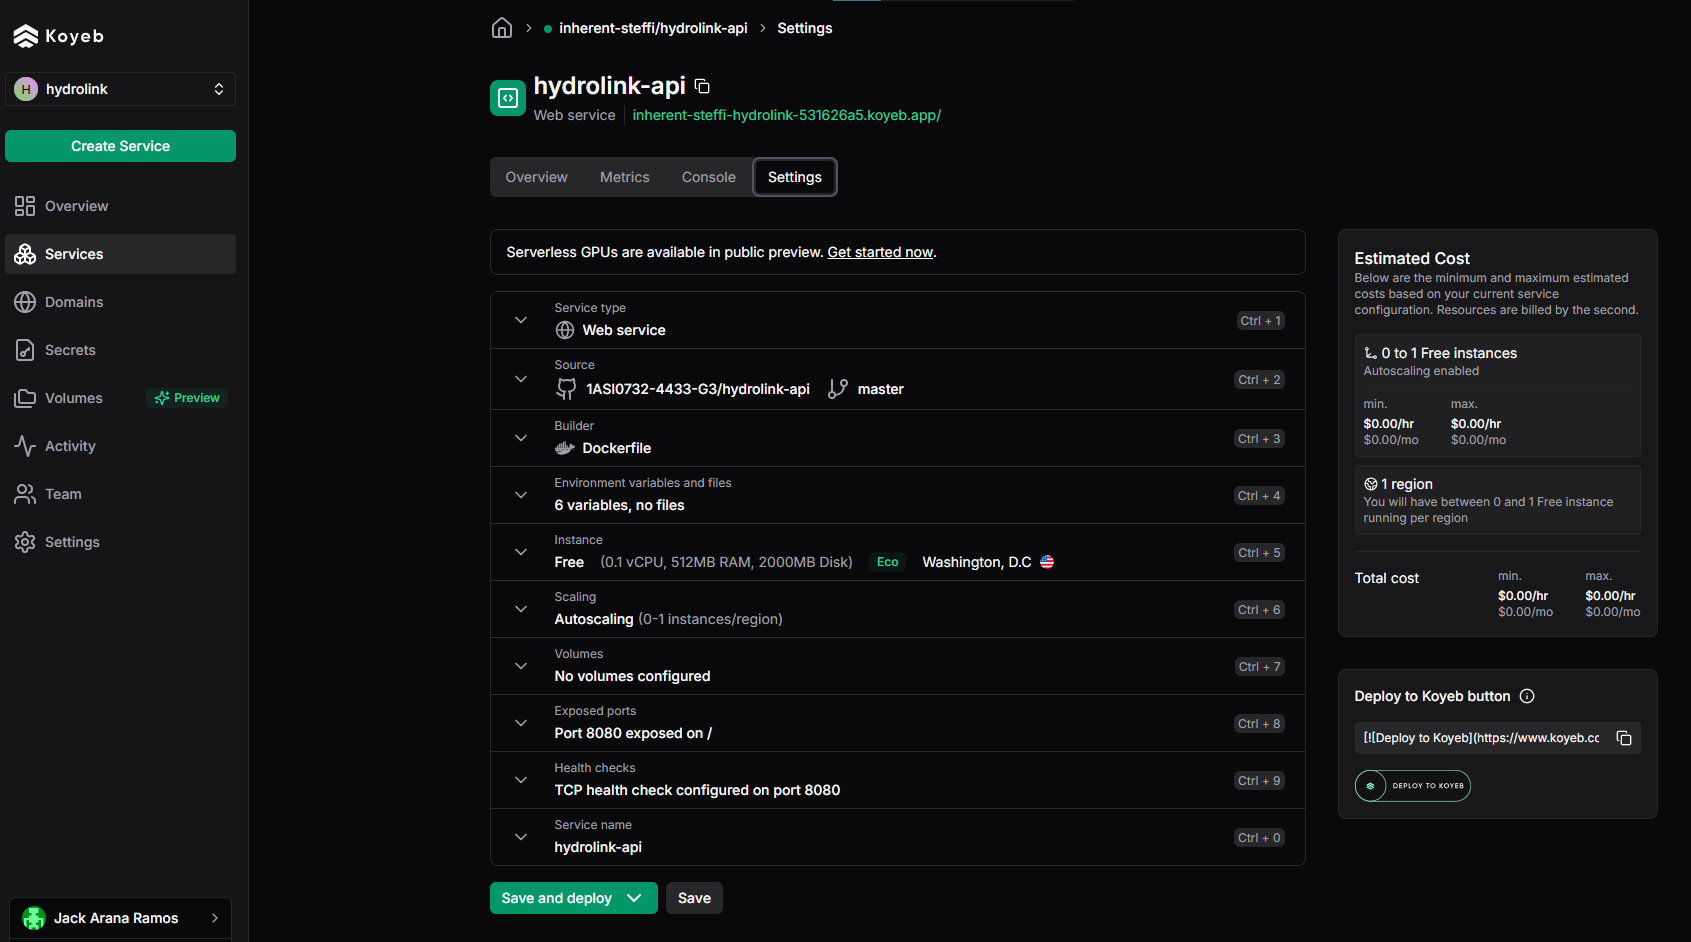 Koyeb
H hydrolink
Create Service
Overview
Services
Domains
Secrets
Volumes Preview
Activity
Team
Settings
Jack Arana Ramos
inherent-steffi/hydrolink-api Settings
hydrolink-api
Web service inherent-steffi-hydrolink-531626a5.koyeb.app/
Overview Metrics Console Settings
Serverless GPUs are available in public preview. Get started now.
Service type
Web service
Ctrl + 1
Source
1ASI0732-4433-G3/hydrolink-api master
Ctrl + 2
Builder
Dockerfile
Ctrl + 3
Environment variables and files
6 variables, no files
Ctrl + 4
Instance
Free (0.1 vCPU, 512MB RAM, 2000MB Disk) Eco Washington, D.C
Ctrl + 5
Scaling
Autoscaling (0-1 instances/region)
Ctrl + 6
Volumes
No volumes configured
Ctrl + 7
Exposed ports
Port 8080 exposed on /
Ctrl + 8
Health checks
TCP health check configured on port 8080
Ctrl + 9
Service name
hydrolink-api
Ctrl + 0
Save and deploy Save
Estimated Cost
Below are the minimum and maximum estimated
costs based on your current service
configuration. Resources are billed by the second.
0 to 1 Free instances
Autoscaling enabled
min. max.
$0.00/hr $0.00/hr
$0.00/mo $0.00/mo
1 region
You will have between 0 and 1 Free instance
running per region
Total cost min. max.
$0.00/hr $0.00/hr
$0.00/mo $0.00/mo
Deploy to Koyeb button
[![Deploy to Koyeb](https://www.koyeb.cc
DEPLOY TO KOYEB